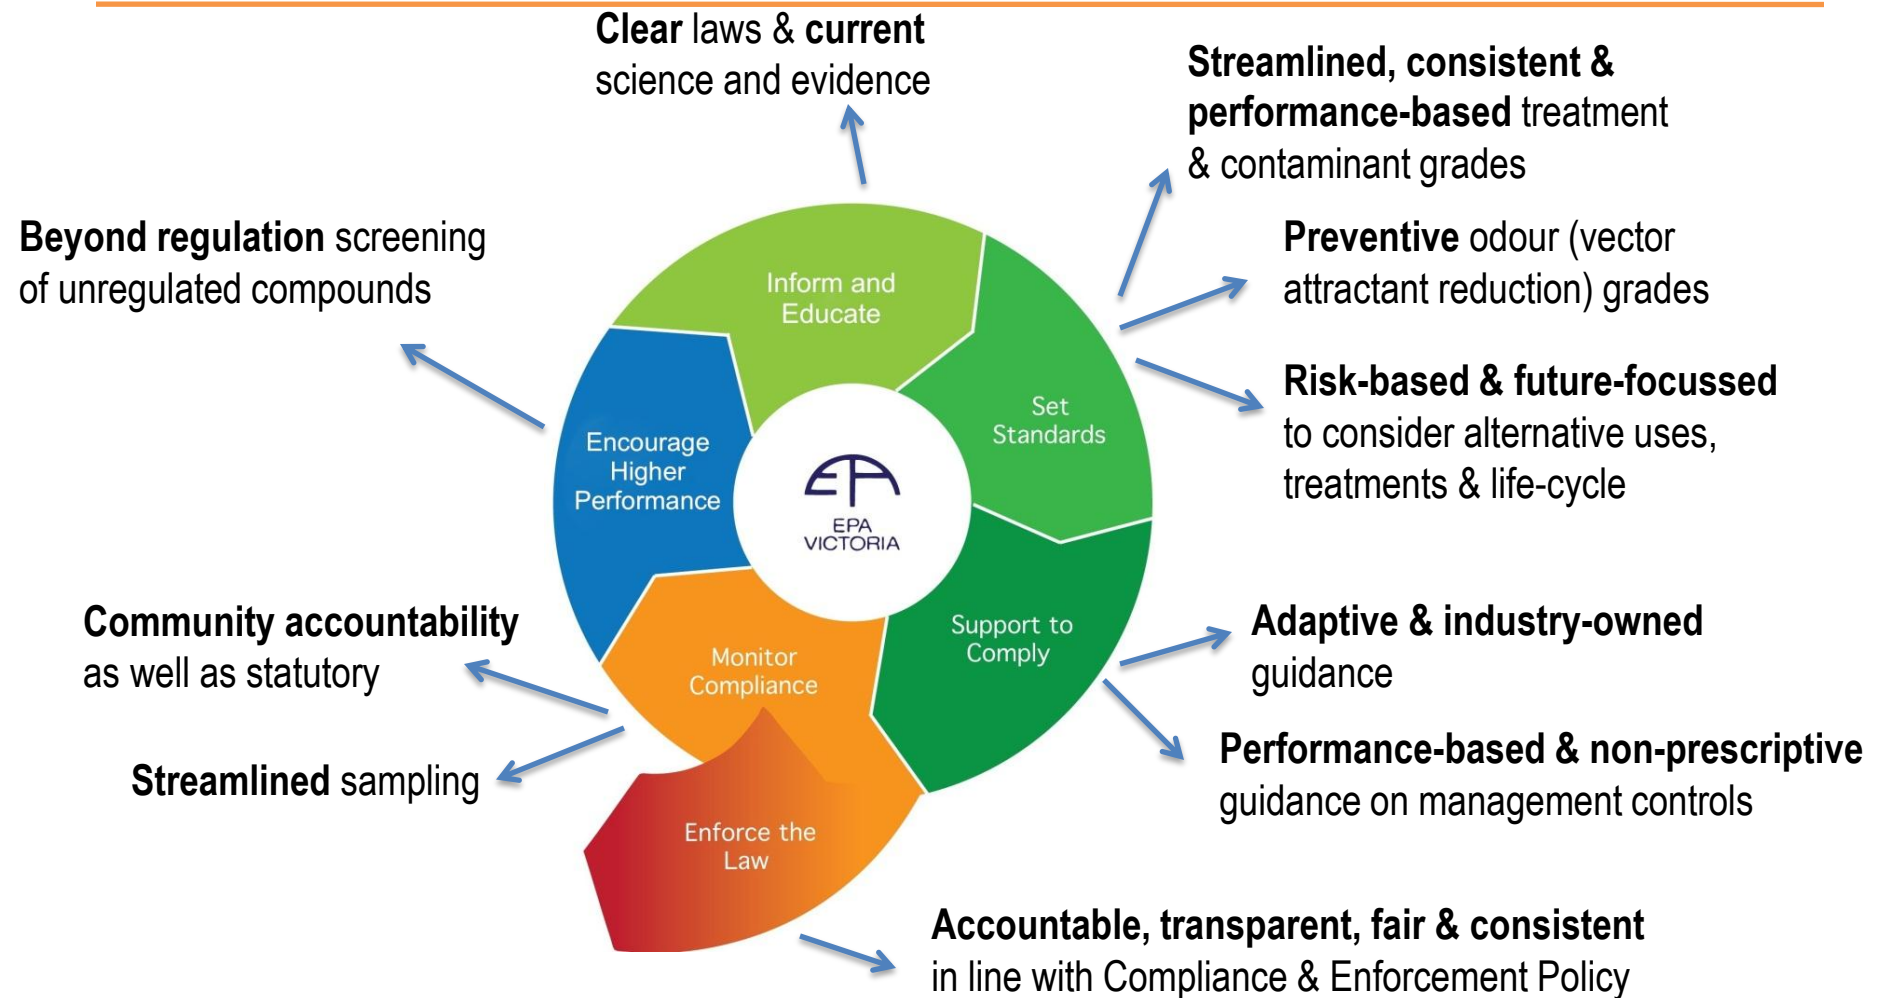 Clear laws & current
science and evidence
Streamlined, consistent &
performance-based treatment
& contaminant grades
Beyond regulation screening
of unregulated compounds
Preventive odour (vector
attractant reduction) grades
Inform and
Educate
Risk-based & future-focussed
to consider alternative uses,
treatments & life-cycle
Set
Standards
Encourage
Higher
Performance
EPA
EPA
VICTORIA
Community accountability
as well as statutory
Support to
Comply
Adaptive & industry-owned
guidance
Monitor
Compliance
Streamlined sampling
Performance-based & non-prescriptive
guidance on management controls
Enforce the
Law
Accountable, transparent, fair & consistent
in line with Compliance & Enforcement Policy